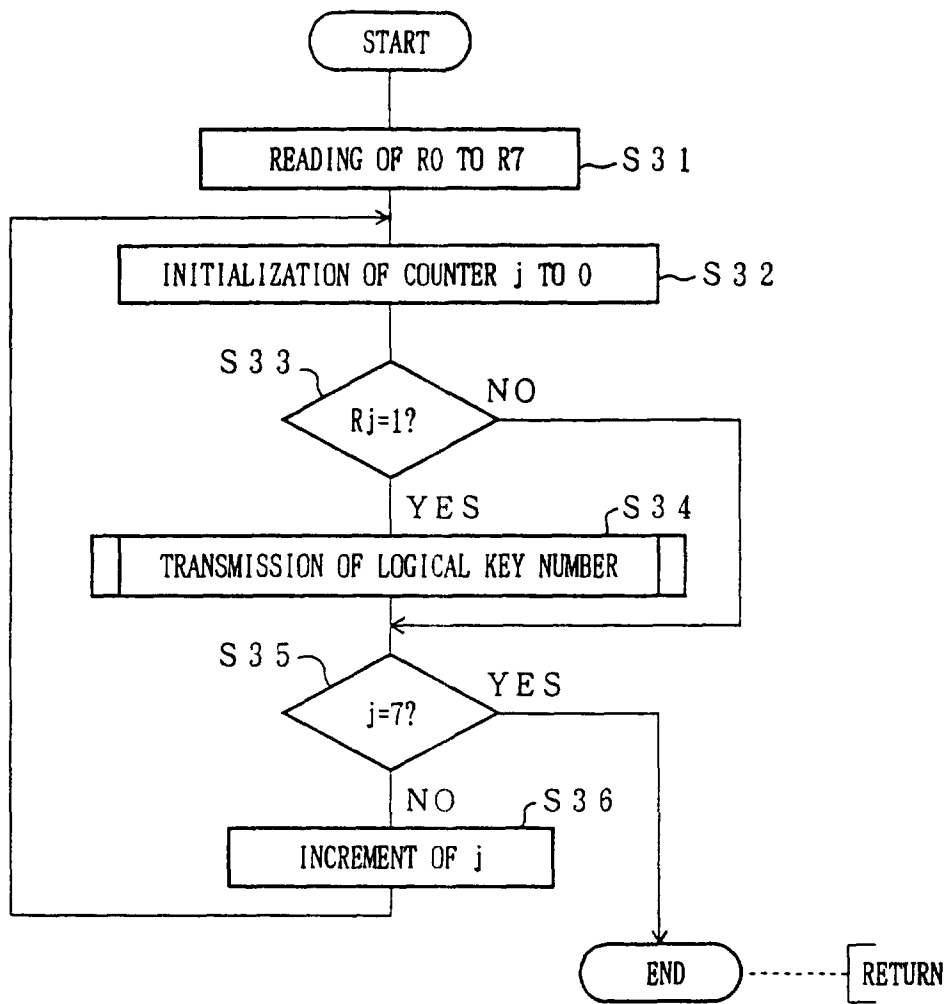 START
READING OF R0 TO R7
S31
INITIALIZATION OF COUNTER j TO 0
S32
S33
NO
Rj=1?
YES
S34
TRANSMISSION OF LOGICAL KEY NUMBER
S35
YES
j=7?
NO
S36
INCREMENT OF j
END
RETURN